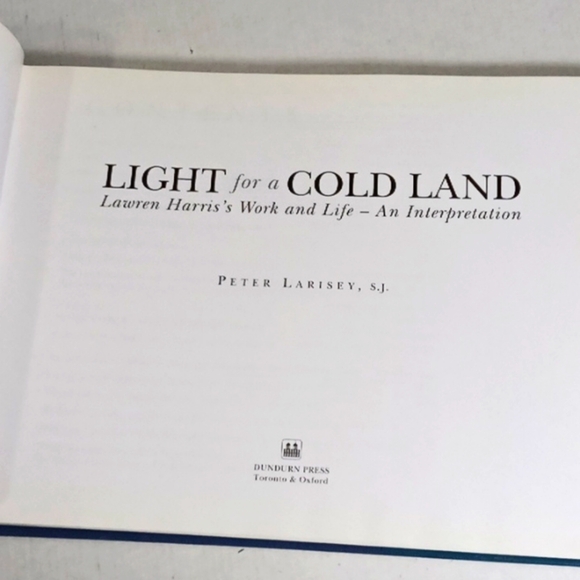 LIGHT for a COLD LAND
Lawren Harris's Work and Life – An Interpretation
PETER LARISEY, S.J.
DUNDURN PRESS
Toronto & Oxford